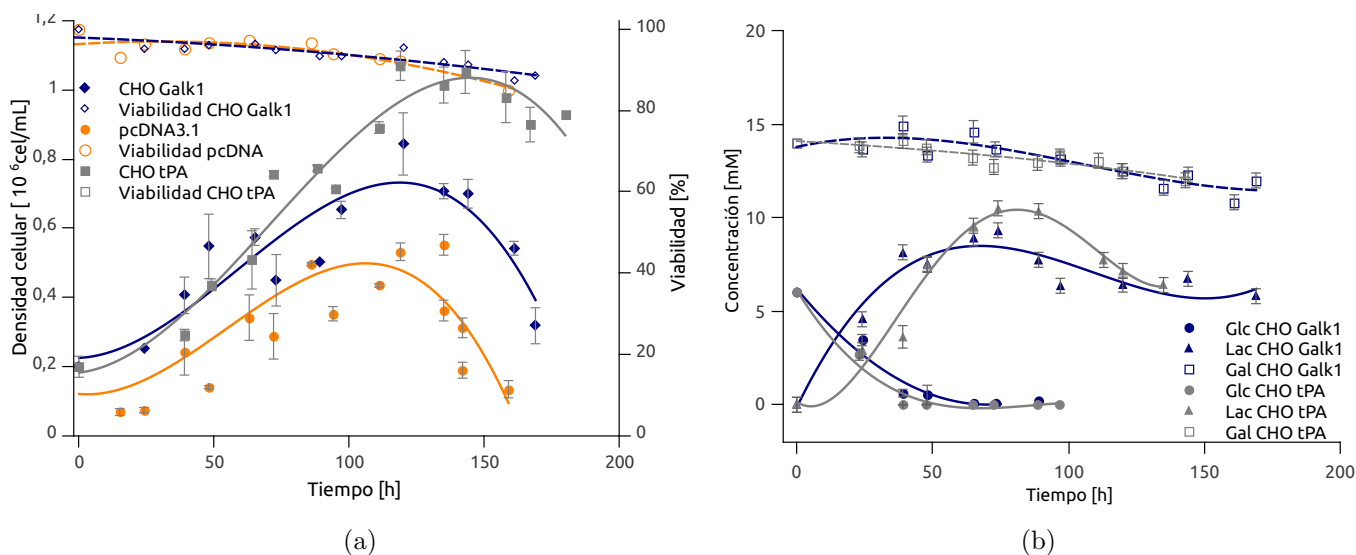 1,2
1
0,8
0,6
0,4
0,2
0
Densidad celular [ 10 ⁶cel/mL]
CHO Galk1
Viabilidad CHO Galk1
pcDNA3.1
Viabilidad pcDNA
CHO tPA
Viabilidad CHO tPA
100
80
60
40
20
0
Viabilidad [%]
0 50 100 150 200
Tiempo [h]
(a)
20
15
10
5
0
Concentración [mM]
Glc CHO Galk1
Lac CHO Galk1
Gal CHO Galk1
Glc CHO tPA
Lac CHO tPA
Gal CHO tPA
0 50 100 150 200
Tiempo [h]
(b)